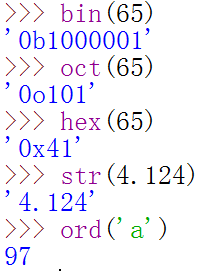 >>> bin(65)
'0b1000001'
>>> oct(65)
'0o101'
>>> hex(65)
'0x41'
>>> str(4.124)
'4.124'
>>> ord('a')
97